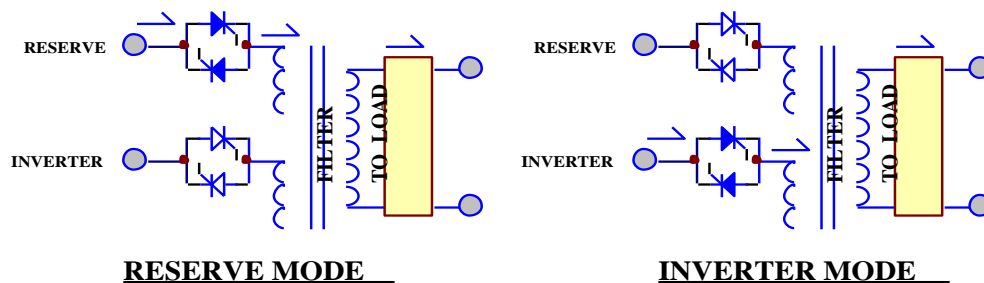 RESERVE
INVERTER
FILTER
TO LOAD
RESERVE MODE
RESERVE
INVERTER
FILTER
TO LOAD
INVERTER MODE